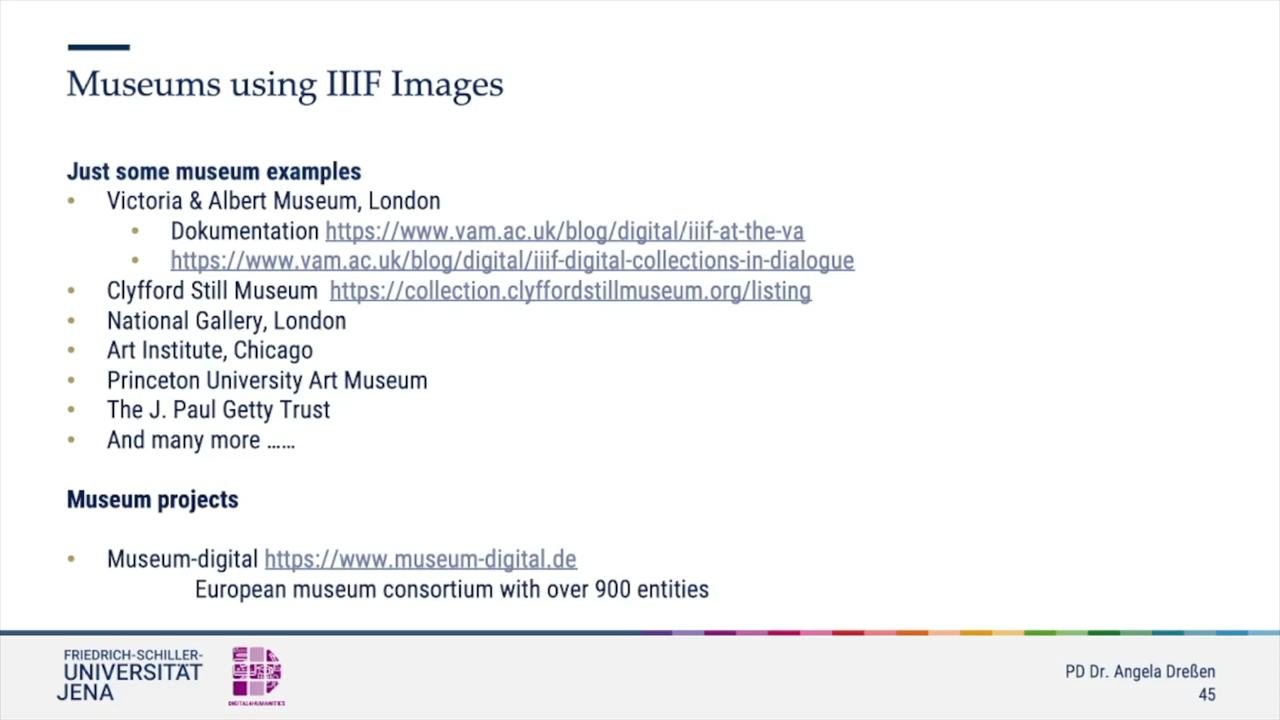 Museums using IIIF Images
Just some museum examples
• Victoria & Albert Museum, London
• Dokumentation https://www.vam.ac.uk/blog/digital/iiif-at-the-va
• https://www.vam.ac.uk/blog/digital/iiif-digital-collections-in-dialogue
• Clyfford Still Museum https://collection.clyffordstillmuseum.org/listing
• National Gallery, London
• Art Institute, Chicago
• Princeton University Art Museum
• The J. Paul Getty Trust
• And many more ……
Museum projects
• Museum-digital https://www.museum-digital.de
European museum consortium with over 900 entities
FRIEDRICH-SCHILLER-
UNIVERSITÄT
JENA
DIGITAL4HUMANITIES
PD Dr. Angela Dreßen
45